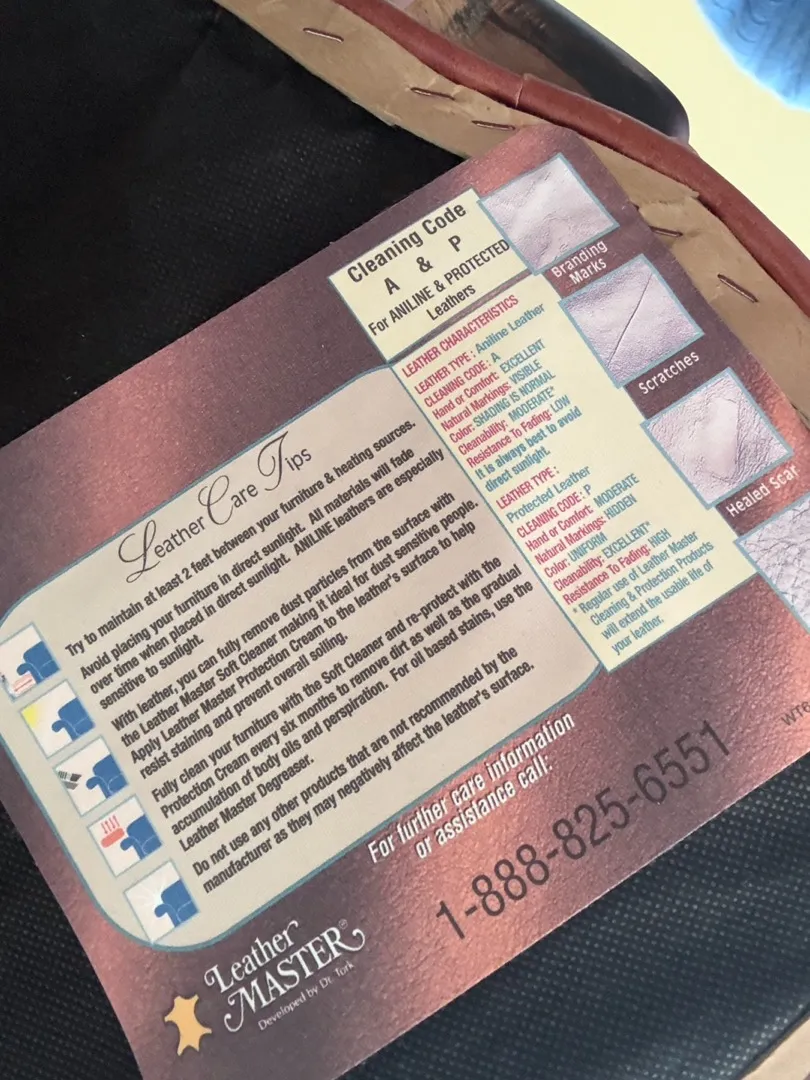 Cleaning Code
A & P
For ANILINE & PROTECTED
Leathers
LEATHER CHARACTERISTICS
LEATHER TYPE : Aniline Leather
CLEANING CODE: A
Hand or Comfort: EXCELLENT
Natural Markings: VISIBLE
Color: SHADING IS NORMAL
Cleanability: MODERATE*
Resistance To Fading: LOW
It is always best to avoid
direct sunlight.
LEATHER TYPE :
Protected Leather
CLEANING CODE: P
Hand or Comfort: MODERATE
Natural Markings: HIDDEN
Color: UNIFORM
Cleanability: EXCELLENT*
Resistance To Fading: HIGH
* Regular use of Leather Master
Cleaning & Protection Products
will extend the usable life of
your leather.
Branding
Marks
Scratches
Healed Scar
Leather Care Tips
Try to maintain at least 2 feet between your furniture & heating sources.
Avoid placing your furniture in direct sunlight. All materials will fade
over time when placed in direct sunlight. ANILINE leathers are especially
sensitive to sunlight.
With leather, you can fully remove dust particles from the surface with
the Leather Master Soft Cleaner making it ideal for dust sensitive people.
Apply Leather Master Protection Cream to the leather's surface to help
resist staining and prevent overall soiling.
Fully clean your furniture with the Soft Cleaner and re-protect with the
Protection Cream every six months to remove dirt as well as the gradual
accumulation of body oils and perspiration. For oil based stains, use the
Leather Master Degreaser.
Do not use any other products that are not recommended by the
manufacturer as they may negatively affect the leather's surface.
For further care information
or assistance call:
1-888-825-6551
Leather
MASTER®
Developed by Dr. Tork